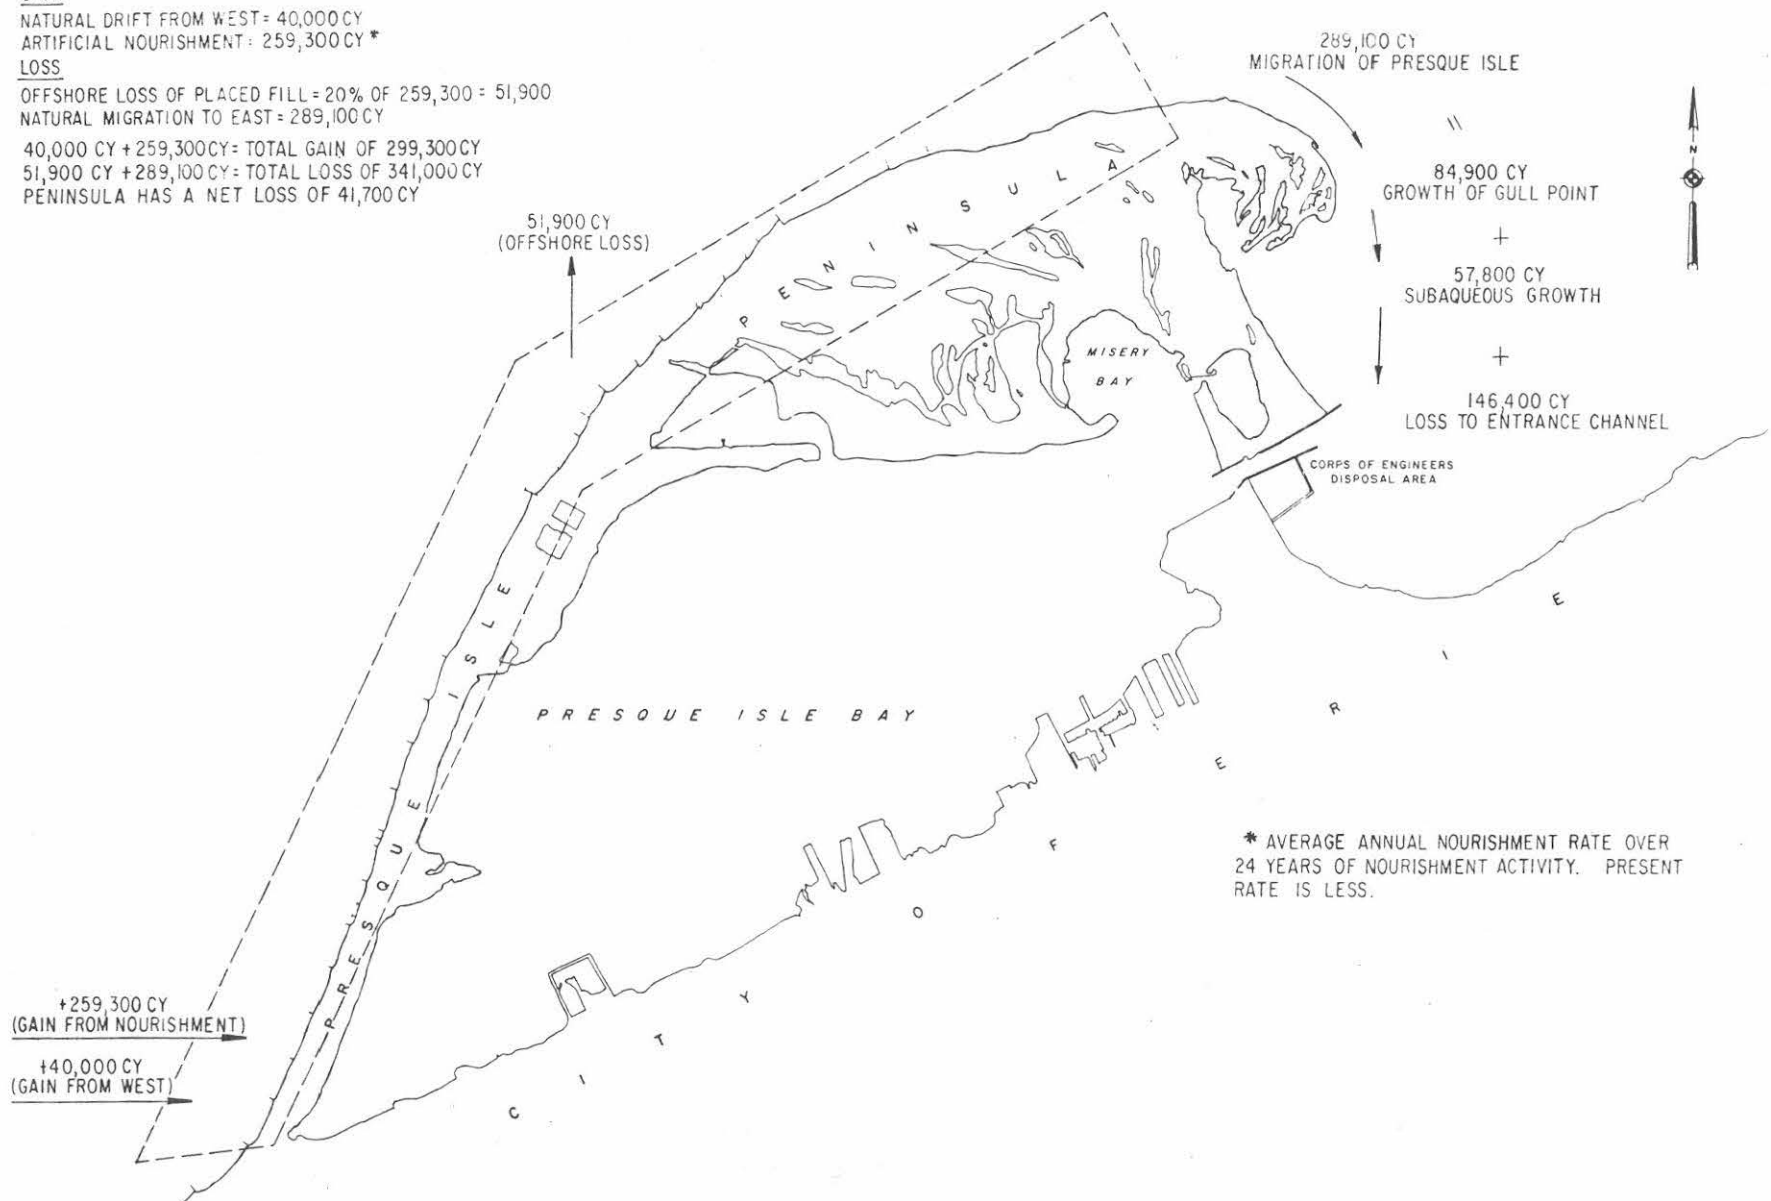 NATURAL DRIFT FROM WEST = 40,000 CY
ARTIFICIAL NOURISHMENT = 259,300 CY *
LOSS
OFFSHORE LOSS OF PLACED FILL = 20% OF 259,300 = 51,900
NATURAL MIGRATION TO EAST = 289,100 CY
40,000 CY + 259,300 CY = TOTAL GAIN OF 299,300 CY
51,900 CY + 289,100 CY = TOTAL LOSS OF 341,000 CY
PENINSULA HAS A NET LOSS OF 41,700 CY
51,900 CY
(OFFSHORE LOSS)
289,100 CY
MIGRATION OF PRESQUE ISLE
=
84,900 CY
GROWTH OF GULL POINT
+
57,800 CY
SUBAQUEOUS GROWTH
+
146,400 CY
LOSS TO ENTRANCE CHANNEL
N
PRESQUE ISLE PENINSULA
MISERY
BAY
CORPS OF ENGINEERS
DISPOSAL AREA
PRESQUE ISLE BAY
CITY OF ERIE
* AVERAGE ANNUAL NOURISHMENT RATE OVER
24 YEARS OF NOURISHMENT ACTIVITY. PRESENT
RATE IS LESS.
+259,300 CY
(GAIN FROM NOURISHMENT)
+40,000 CY
(GAIN FROM WEST)